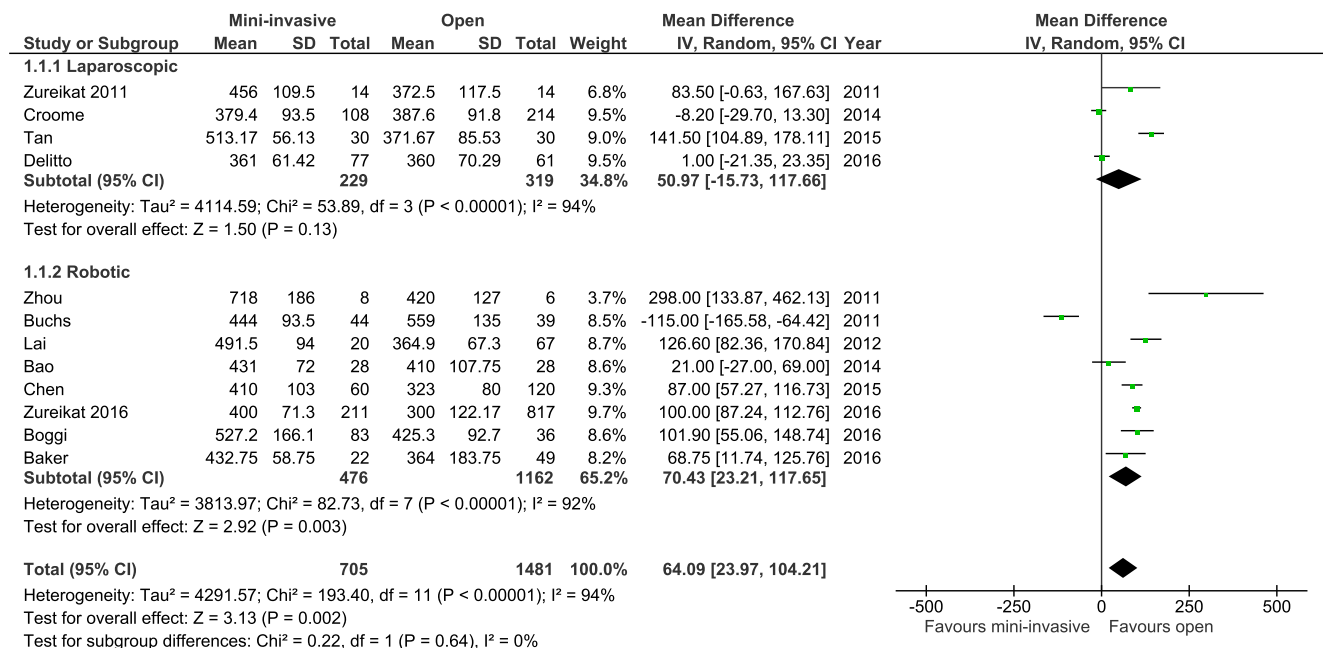 Mini-invasive Open Mean Difference Mean Difference
Study or Subgroup Mean SD Total Mean SD Total Weight IV, Random, 95% CI Year IV, Random, 95% CI
1.1.1 Laparoscopic
Zureikat 2011 456 109.5 14 372.5 117.5 14 6.8% 83.50 [-0.63, 167.63] 2011
Croome 379.4 93.5 108 387.6 91.8 214 9.5% -8.20 [-29.70, 13.30] 2014
Tan 513.17 56.13 30 371.67 85.53 30 9.0% 141.50 [104.89, 178.11] 2015
Delitto 361 61.42 77 360 70.29 61 9.5% 1.00 [-21.35, 23.35] 2016
Subtotal (95% CI) 229 319 34.8% 50.97 [-15.73, 117.66]
Heterogeneity: Tau² = 4114.59; Chi² = 53.89, df = 3 (P < 0.00001); I² = 94%
Test for overall effect: Z = 1.50 (P = 0.13)
1.1.2 Robotic
Zhou 718 186 8 420 127 6 3.7% 298.00 [133.87, 462.13] 2011
Buchs 444 93.5 44 559 135 39 8.5% -115.00 [-165.58, -64.42] 2011
Lai 491.5 94 20 364.9 67.3 67 8.7% 126.60 [82.36, 170.84] 2012
Bao 431 72 28 410 107.75 28 8.6% 21.00 [-27.00, 69.00] 2014
Chen 410 103 60 323 80 120 9.3% 87.00 [57.27, 116.73] 2015
Zureikat 2016 400 71.3 211 300 122.17 817 9.7% 100.00 [87.24, 112.76] 2016
Boggi 527.2 166.1 83 425.3 92.7 36 8.6% 101.90 [55.06, 148.74] 2016
Baker 432.75 58.75 22 364 183.75 49 8.2% 68.75 [11.74, 125.76] 2016
Subtotal (95% CI) 476 1162 65.2% 70.43 [23.21, 117.65]
Heterogeneity: Tau² = 3813.97; Chi² = 82.73, df = 7 (P < 0.00001); I² = 92%
Test for overall effect: Z = 2.92 (P = 0.003)
Total (95% CI) 705 1481 100.0% 64.09 [23.97, 104.21]
Heterogeneity: Tau² = 4291.57; Chi² = 193.40, df = 11 (P < 0.00001); I² = 94%
Test for overall effect: Z = 3.13 (P = 0.002)
Test for subgroup differences: Chi² = 0.22, df = 1 (P = 0.64), I² = 0%
-500 -250 0 250 500
Favours mini-invasive Favours open